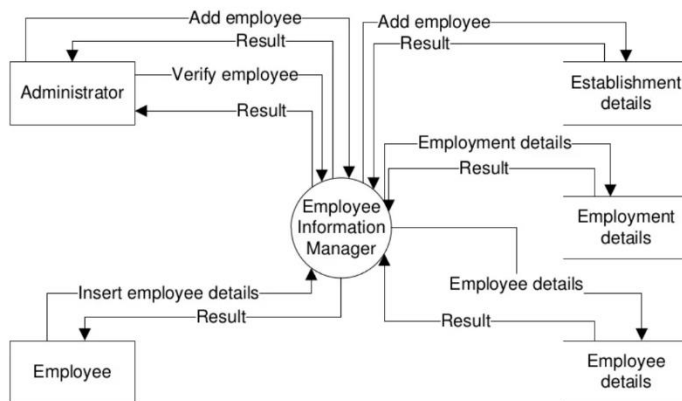 Add employee
Add employee
Result
Result
Verify employee
Administrator
Establishment
details
Result
Employment details
Result
Employee
Information
Manager
Employment
details
Insert employee details
Employee details
Result
Result
Employee
Employee
details